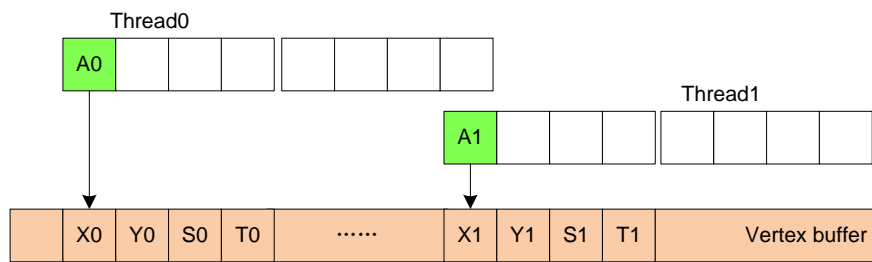 Thread0
A0
Thread1
A1
X0 Y0 S0 T0 …… X1 Y1 S1 T1 Vertex buffer